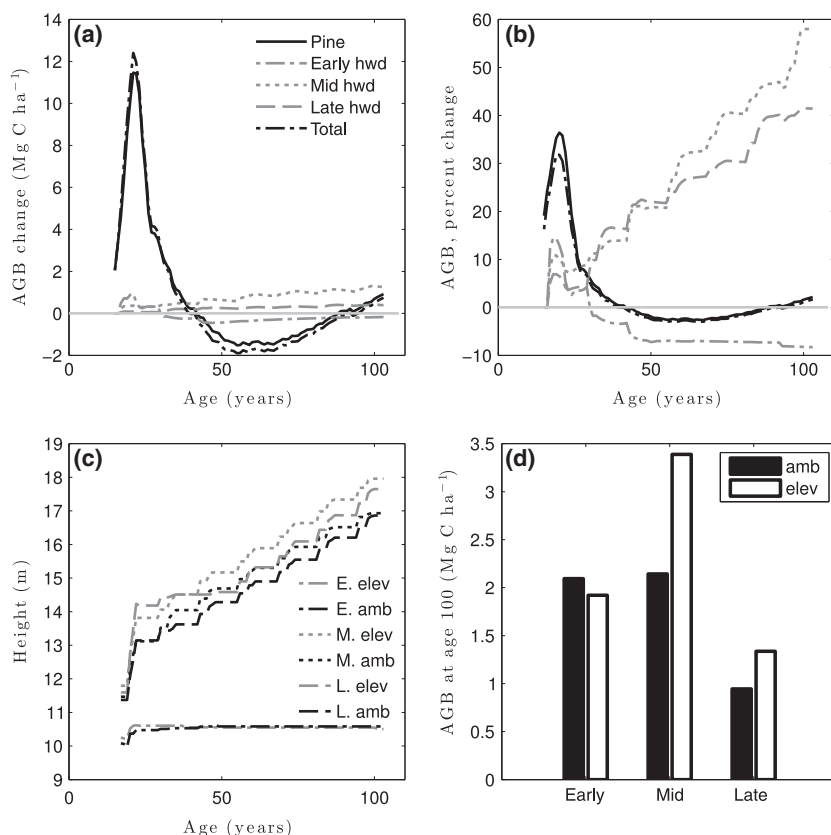 (a)
AGB change (Mg C ha−1)
14
12
10
8
6
4
2
0
−2
0
50
100
Age (years)
Pine
Early hwd
Mid hwd
Late hwd
Total
(b)
AGB, percent change
60
50
40
30
20
10
0
−10
0
50
100
Age (years)
(c)
Height (m)
19
18
17
16
15
14
13
12
11
10
9
0
50
100
Age (years)
E. elev
E. amb
M. elev
M. amb
L. elev
L. amb
(d)
AGB at age 100 (Mg C ha−1)
3.5
3
2.5
2
1.5
1
0.5
0
Early
Mid
Late
amb
elev